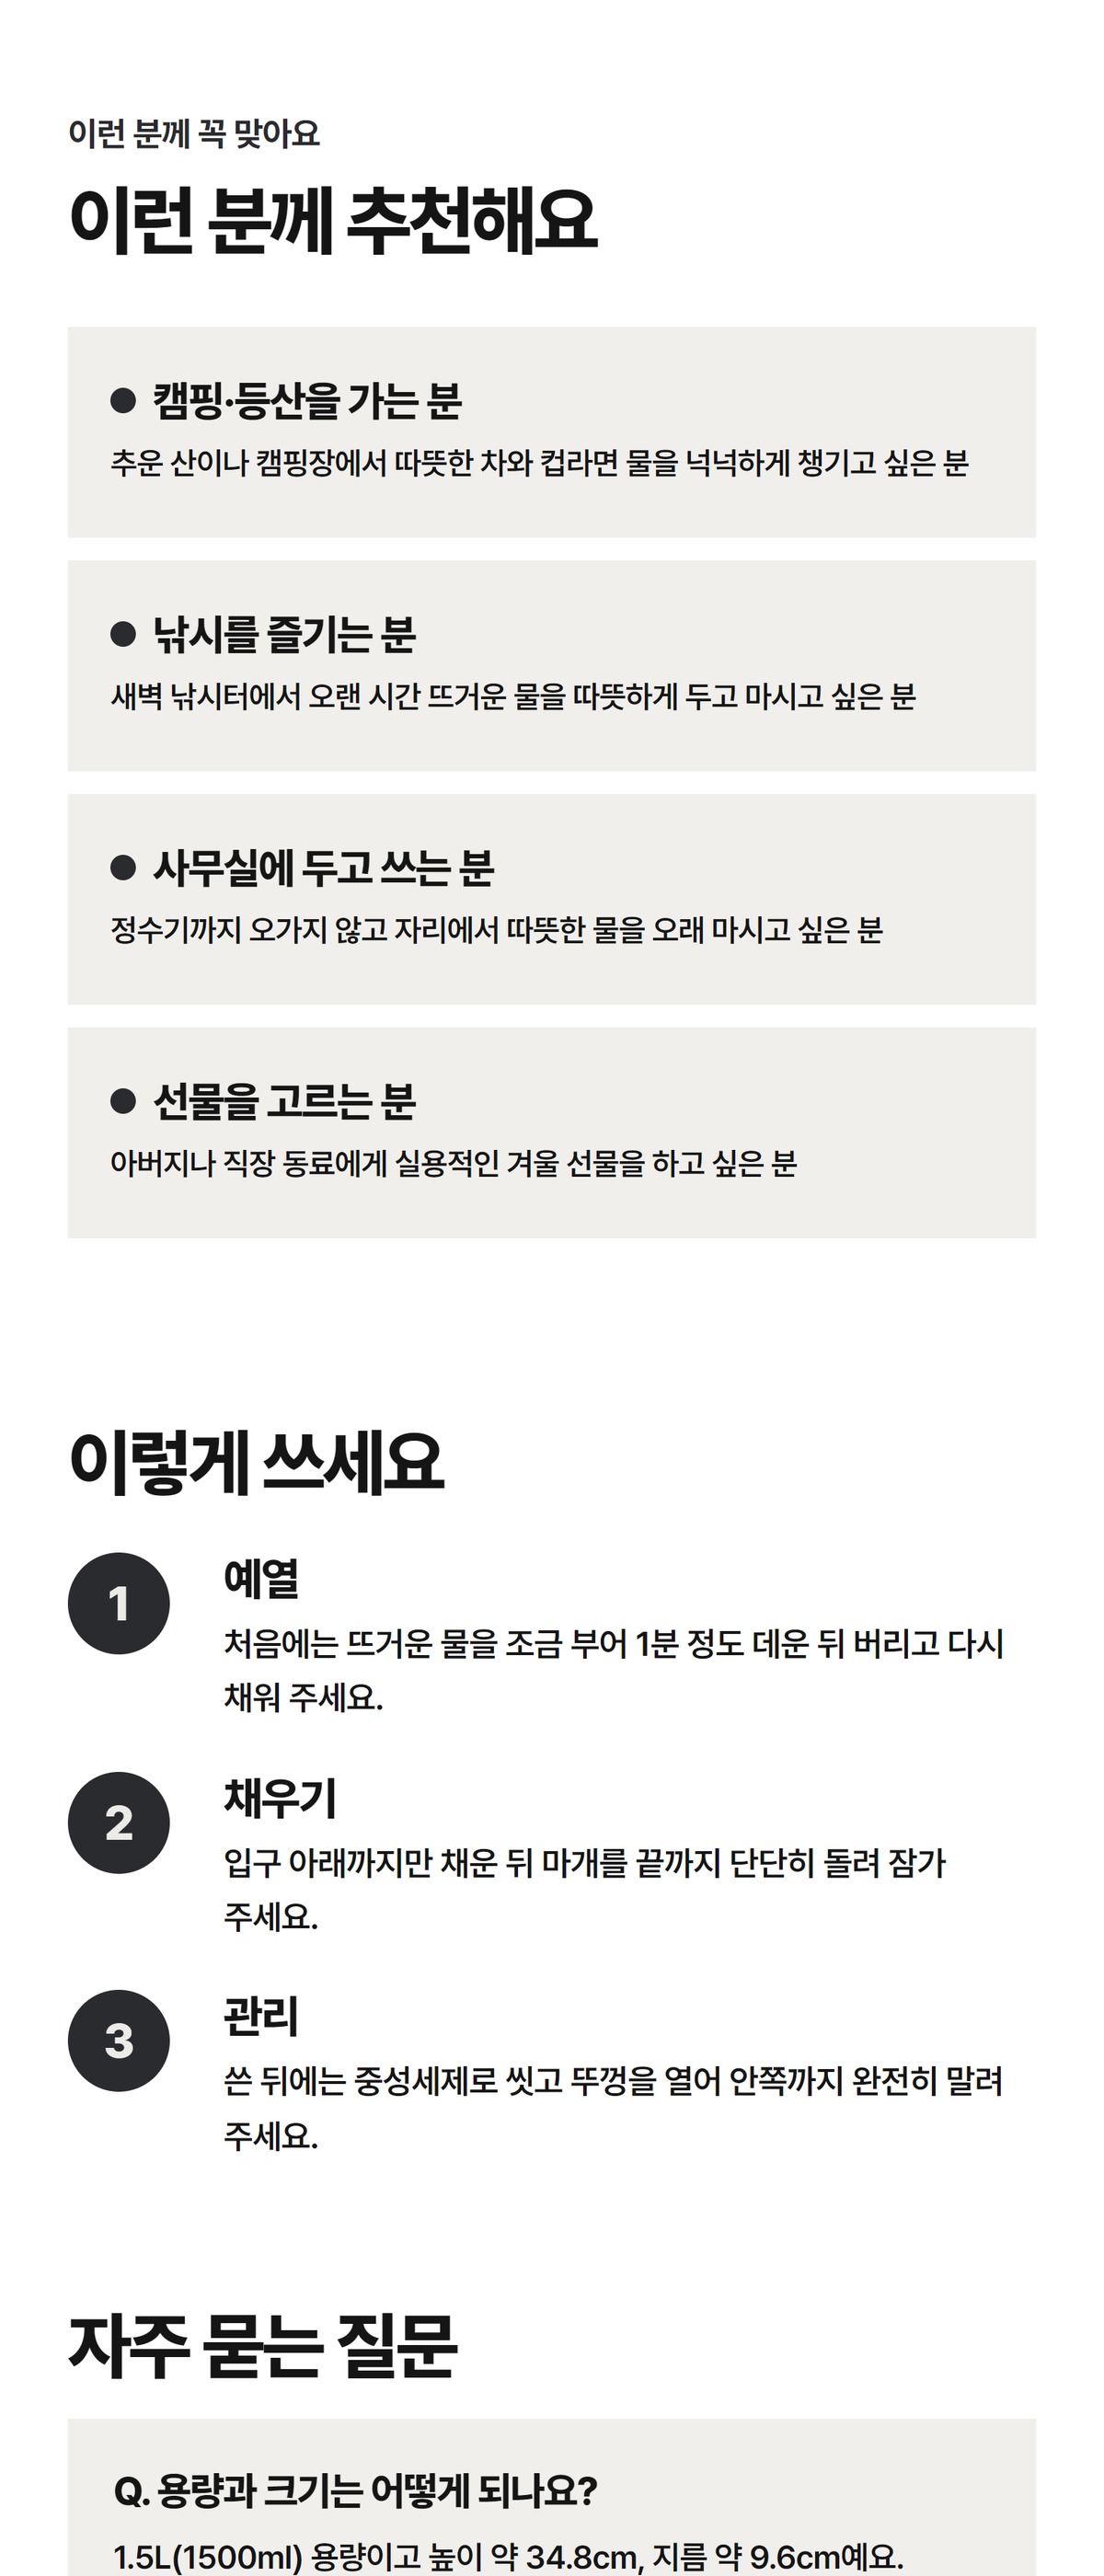 이런 분께 꼭 맞아요
이런 분께 추천해요
캠핑·등산을 가는 분
추운 산이나 캠핑장에서 따뜻한 차와 컵라면 물을 넉넉하게 챙기고 싶은 분
낚시를 즐기는 분
새벽 낚시터에서 오랜 시간 뜨거운 물을 따뜻하게 두고 마시고 싶은 분
사무실에 두고 쓰는 분
정수기까지 오가지 않고 자리에서 따뜻한 물을 오래 마시고 싶은 분
선물을 고르는 분
아버지나 직장 동료에게 실용적인 겨울 선물을 하고 싶은 분
이렇게 쓰세요
1
예열
처음에는 뜨거운 물을 조금 부어 1분 정도 데운 뒤 버리고 다시
채워 주세요.
2
채우기
입구 아래까지만 채운 뒤 마개를 끝까지 단단히 돌려 잠가
주세요.
3
관리
쓴 뒤에는 중성세제로 씻고 뚜껑을 열어 안쪽까지 완전히 말려
주세요.
자주 묻는 질문
Q. 용량과 크기는 어떻게 되나요?
1.5L(1500ml) 용량이고 높이 약 34.8cm, 지름 약 9.6cm예요.